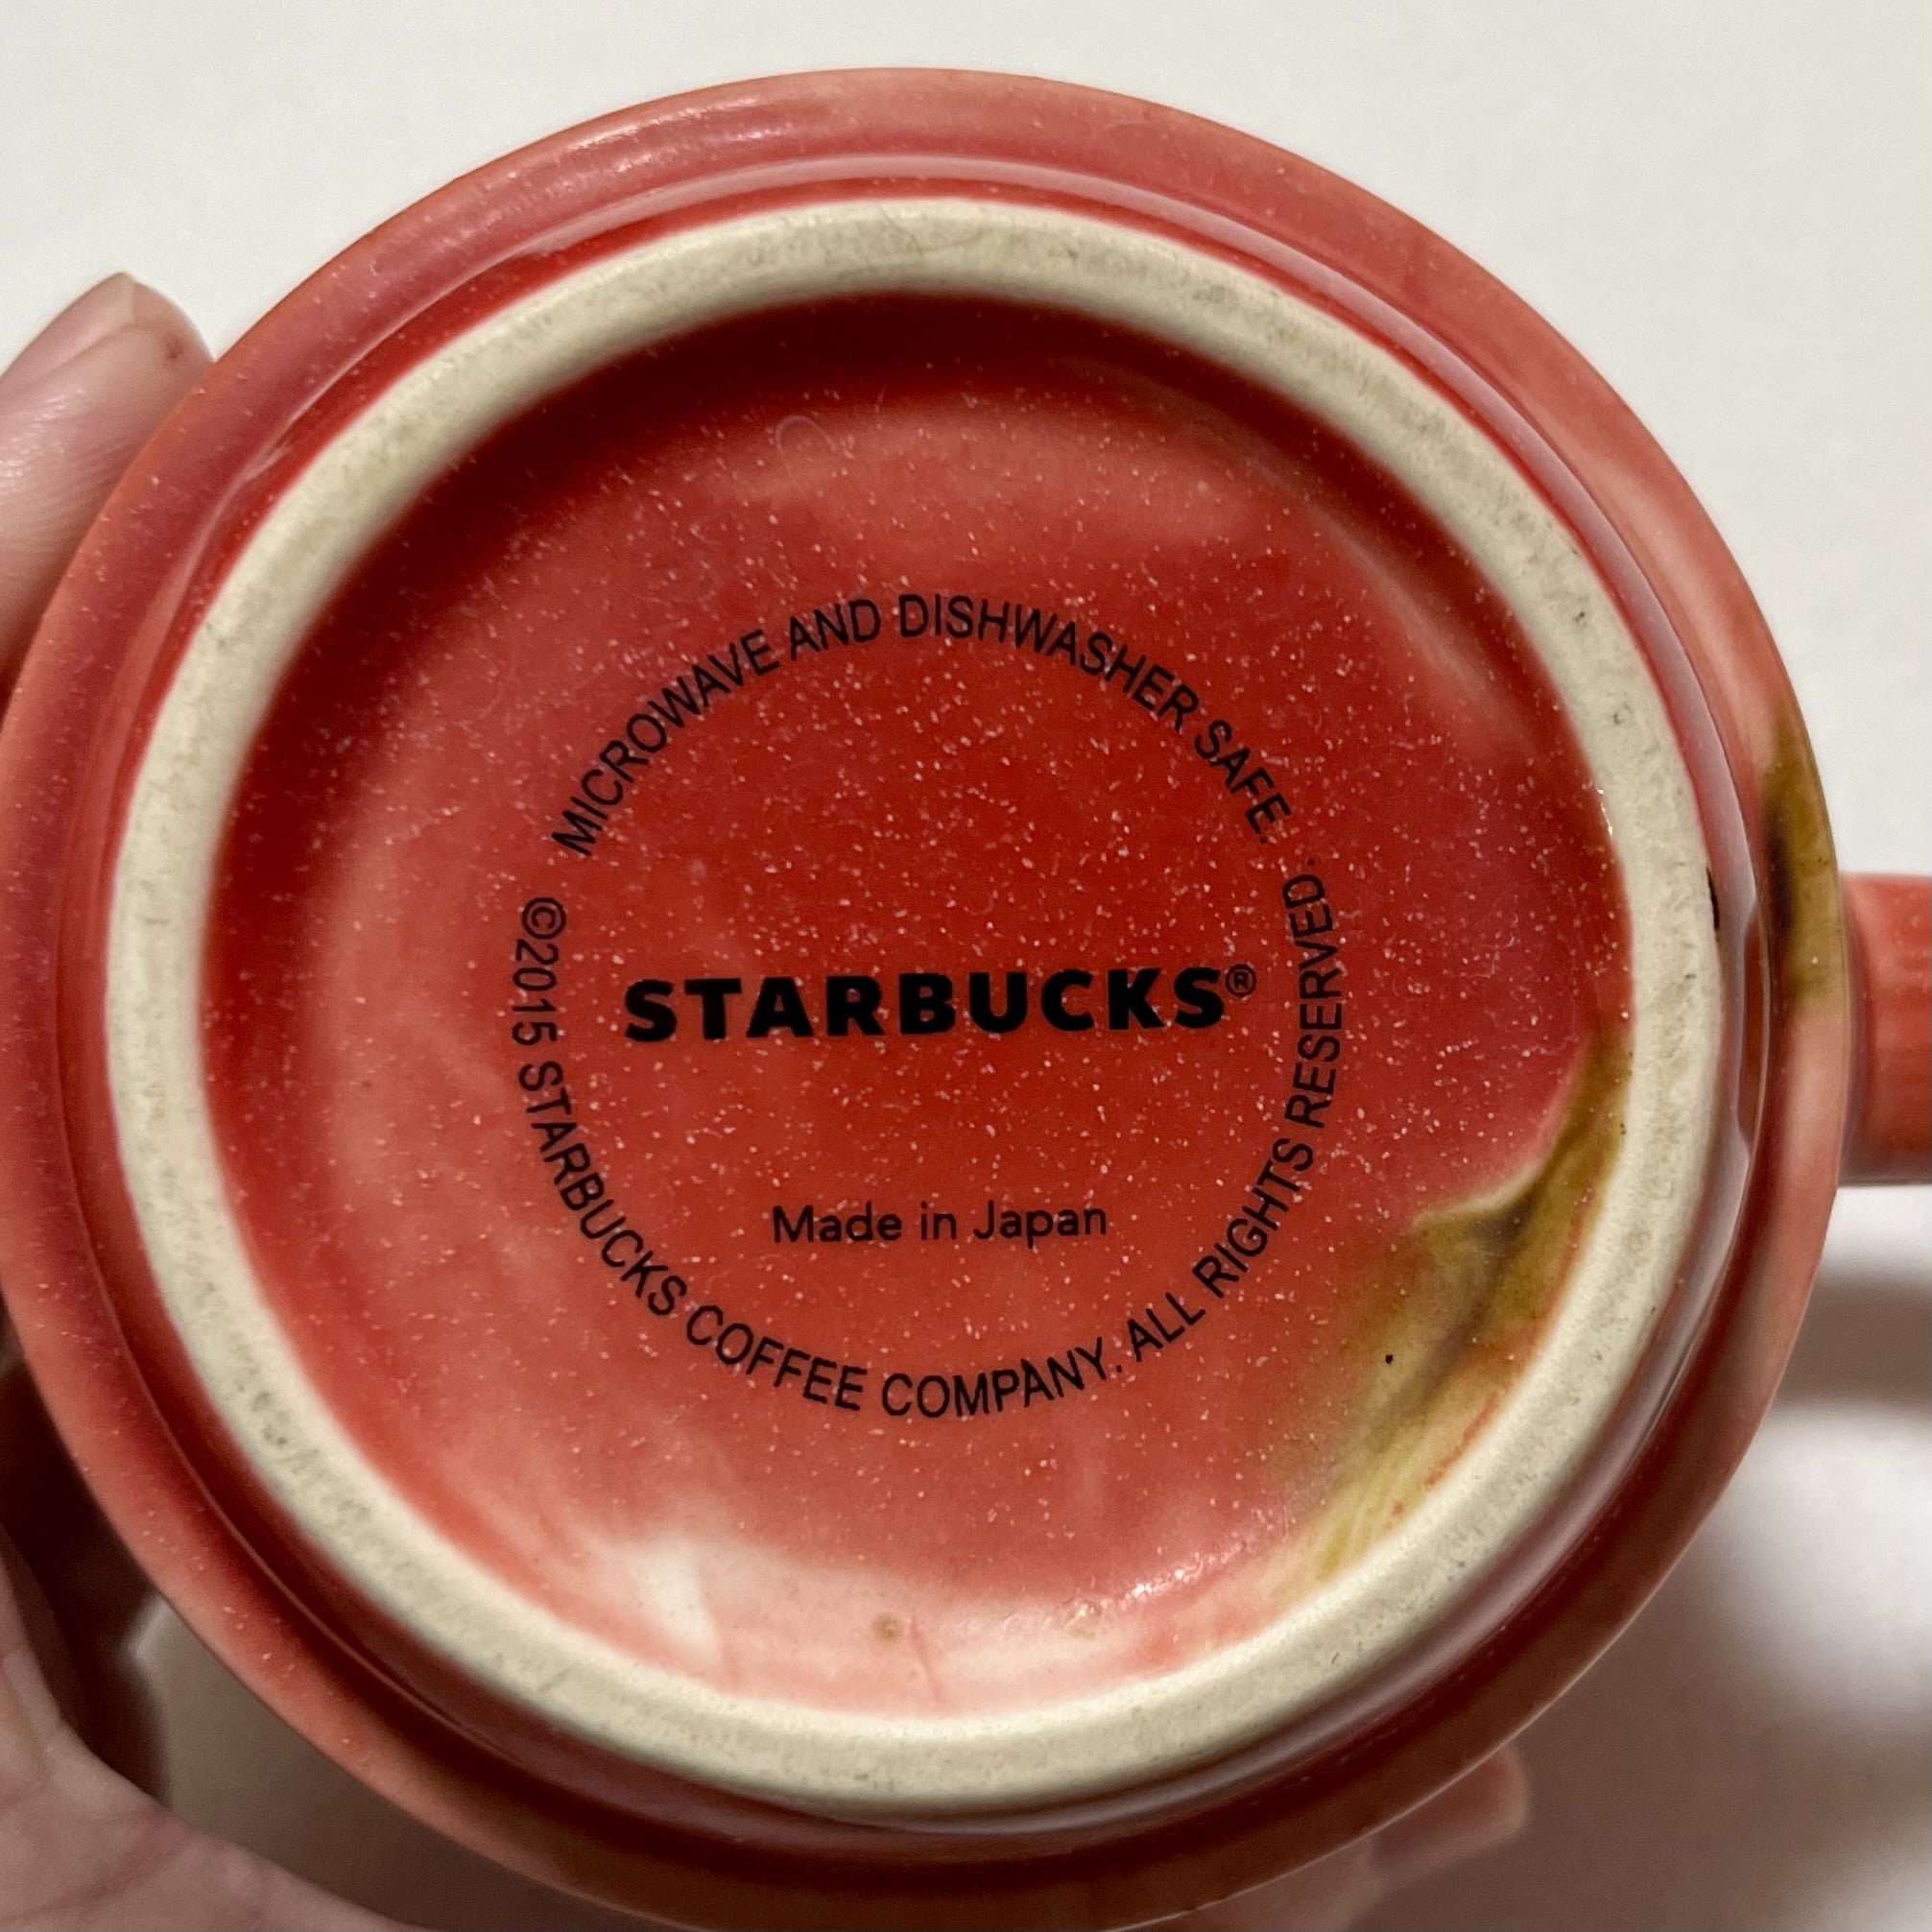 MICROWAVE AND DISHWASHER SAFE.
STARBUCKS®
Made in Japan
©2015 STARBUCKS COFFEE COMPANY. ALL RIGHTS RESERVED.